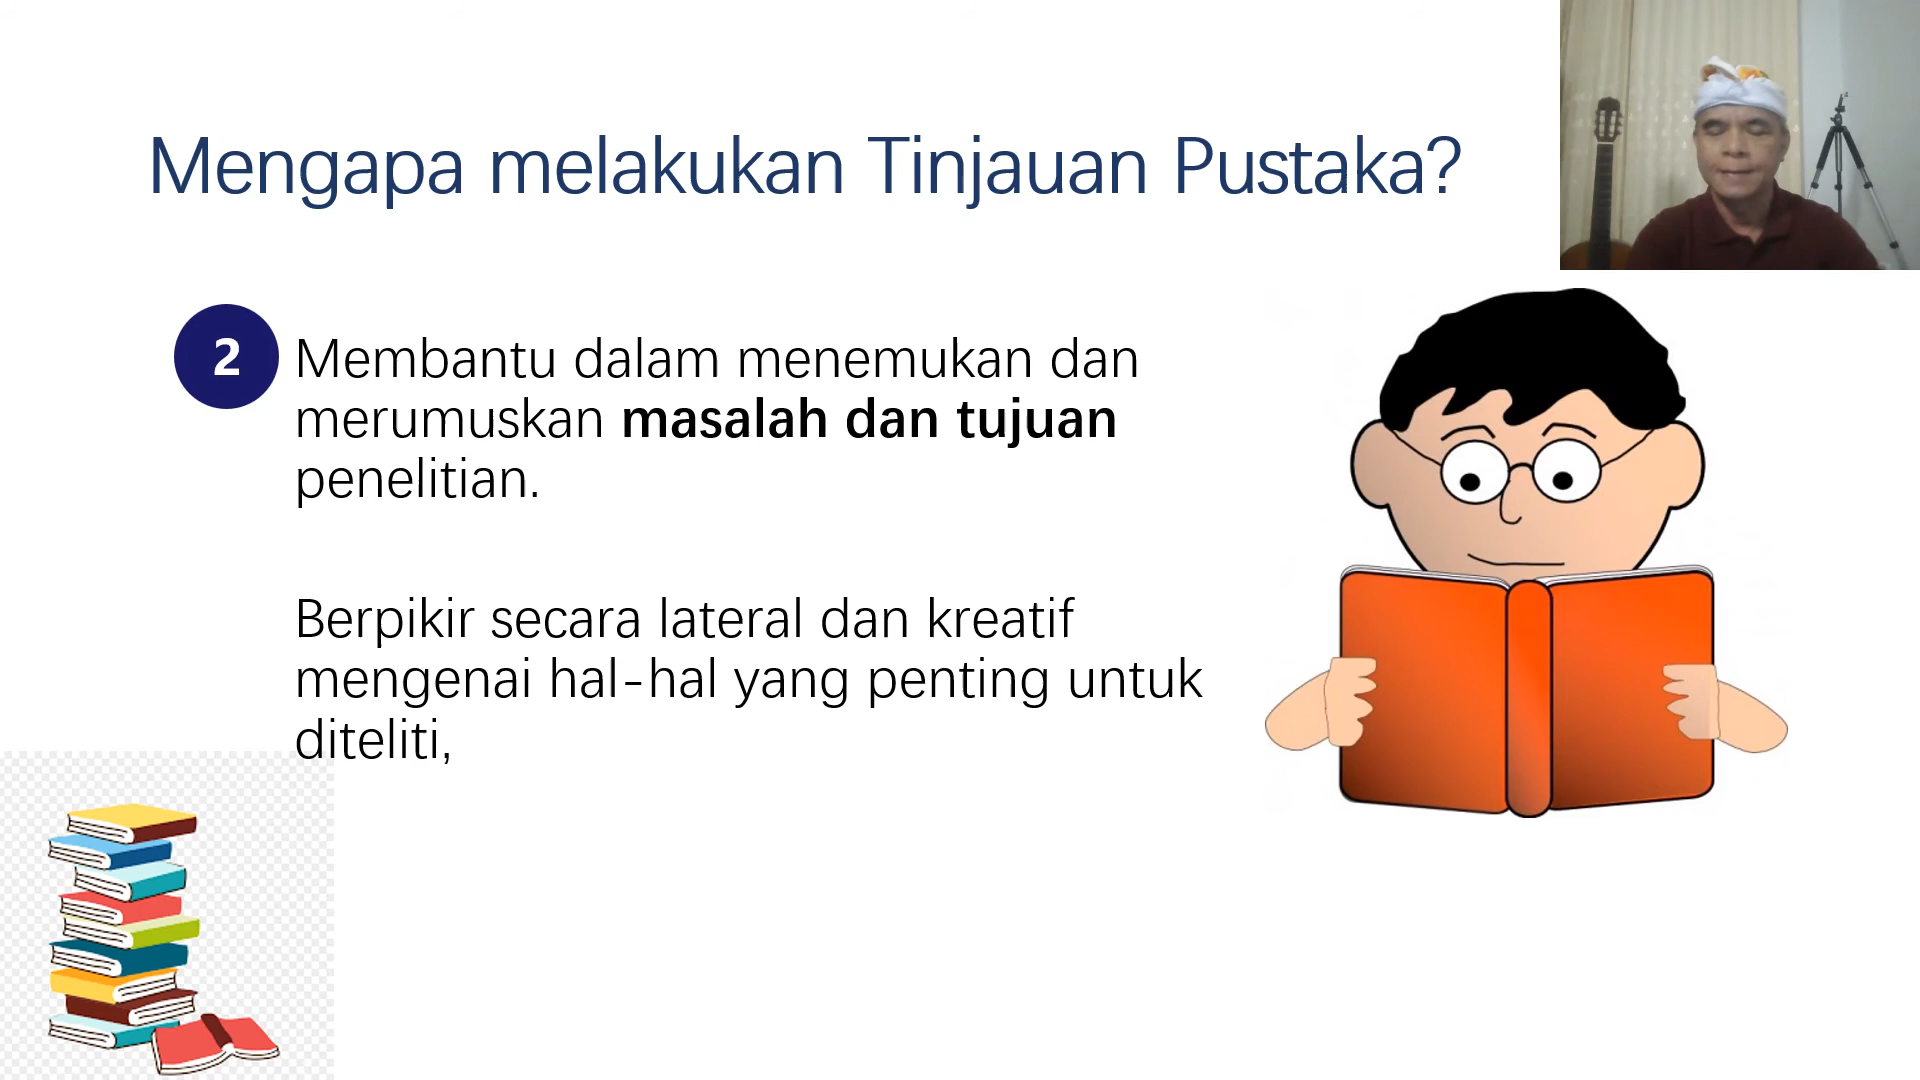 Mengapa melakukan Tinjauan Pustaka?
2
Membantu dalam menemukan dan
merumuskan masalah dan tujuan
penelitian.
Berpikir secara lateral dan kreatif
mengenai hal-hal yang penting untuk
diteliti,